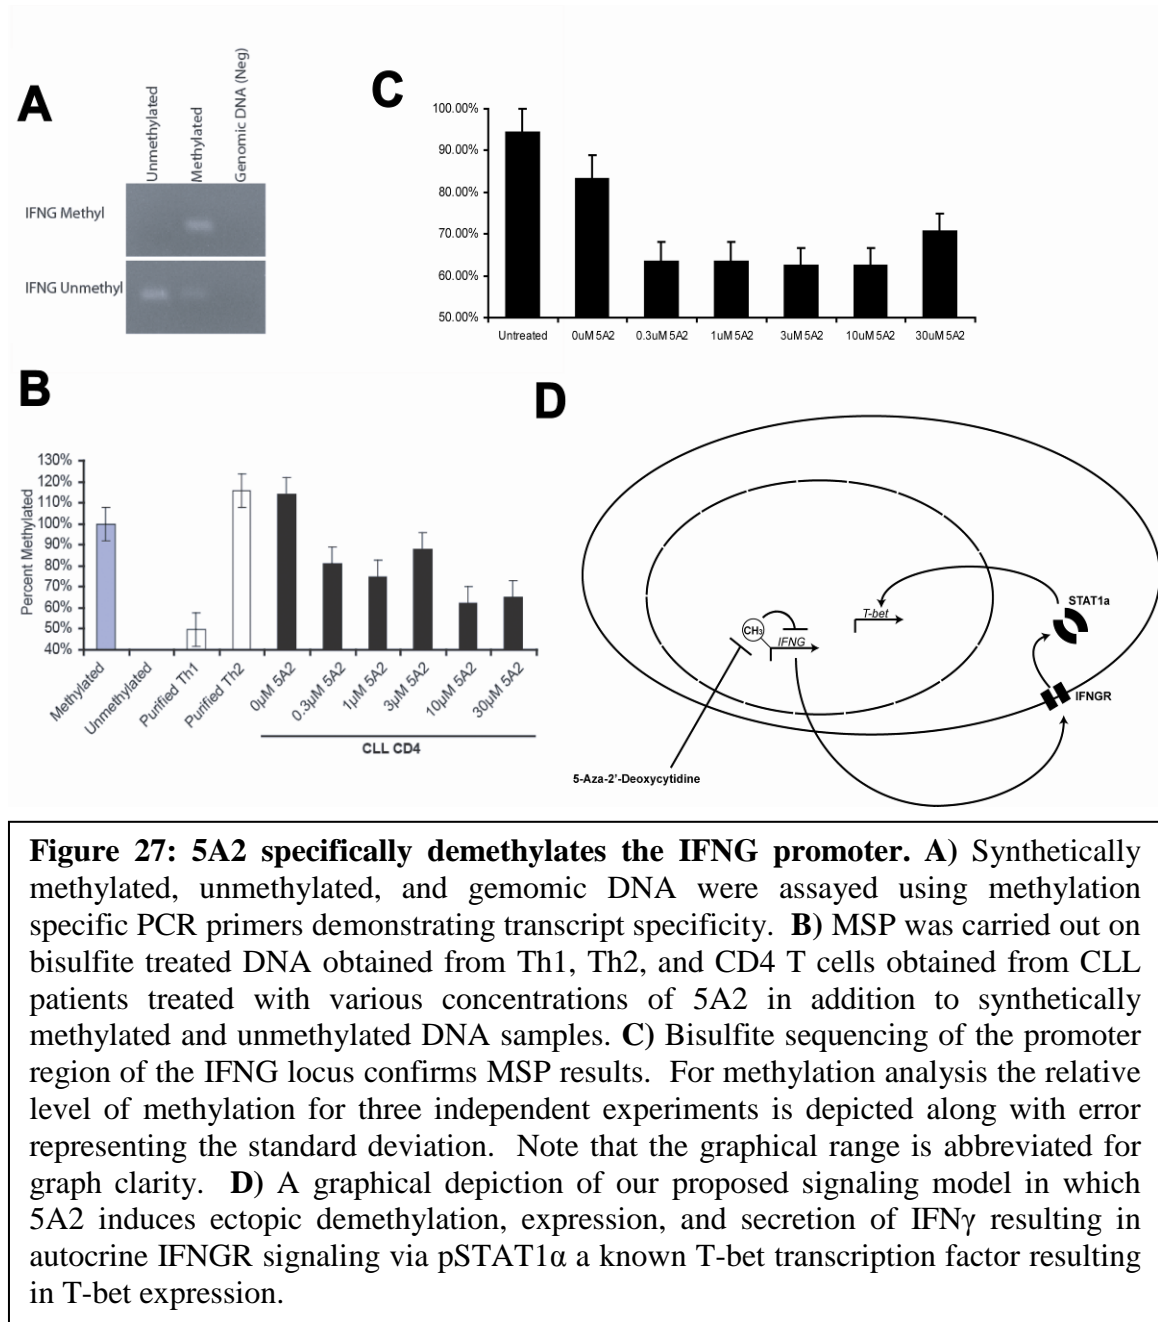 A
Unmethylated
Methylated
Genomic DNA (Neg)
IFNG Methyl
IFNG Unmethyl
C
100.00%
90.00%
80.00%
70.00%
60.00%
50.00%
Untreated
0uM 5A2
0.3uM 5A2
1uM 5A2
3uM 5A2
10uM 5A2
30uM 5A2
B
Percent Methylated
130%
120%
110%
100%
90%
80%
70%
60%
50%
40%
Methylated
Unmethylated
Purified Th1
Purified Th2
0µM 5A2
0.3µM 5A2
1µM 5A2
3µM 5A2
10µM 5A2
30µM 5A2
CLL CD4
D
CH₃
IFNG
T-bet
STAT1a
IFNGR
5-Aza-2'-Deoxycytidine
Figure 27: 5A2 specifically demethylates the IFNG promoter. A) Synthetically
methylated, unmethylated, and gemomic DNA were assayed using methylation
specific PCR primers demonstrating transcript specificity. B) MSP was carried out on
bisulfite treated DNA obtained from Th1, Th2, and CD4 T cells obtained from CLL
patients treated with various concentrations of 5A2 in addition to synthetically
methylated and unmethylated DNA samples. C) Bisulfite sequencing of the promoter
region of the IFNG locus confirms MSP results. For methylation analysis the relative
level of methylation for three independent experiments is depicted along with error
representing the standard deviation. Note that the graphical range is abbreviated for
graph clarity. D) A graphical depiction of our proposed signaling model in which
5A2 induces ectopic demethylation, expression, and secretion of IFNγ resulting in
autocrine IFNGR signaling via pSTAT1α a known T-bet transcription factor resulting
in T-bet expression.